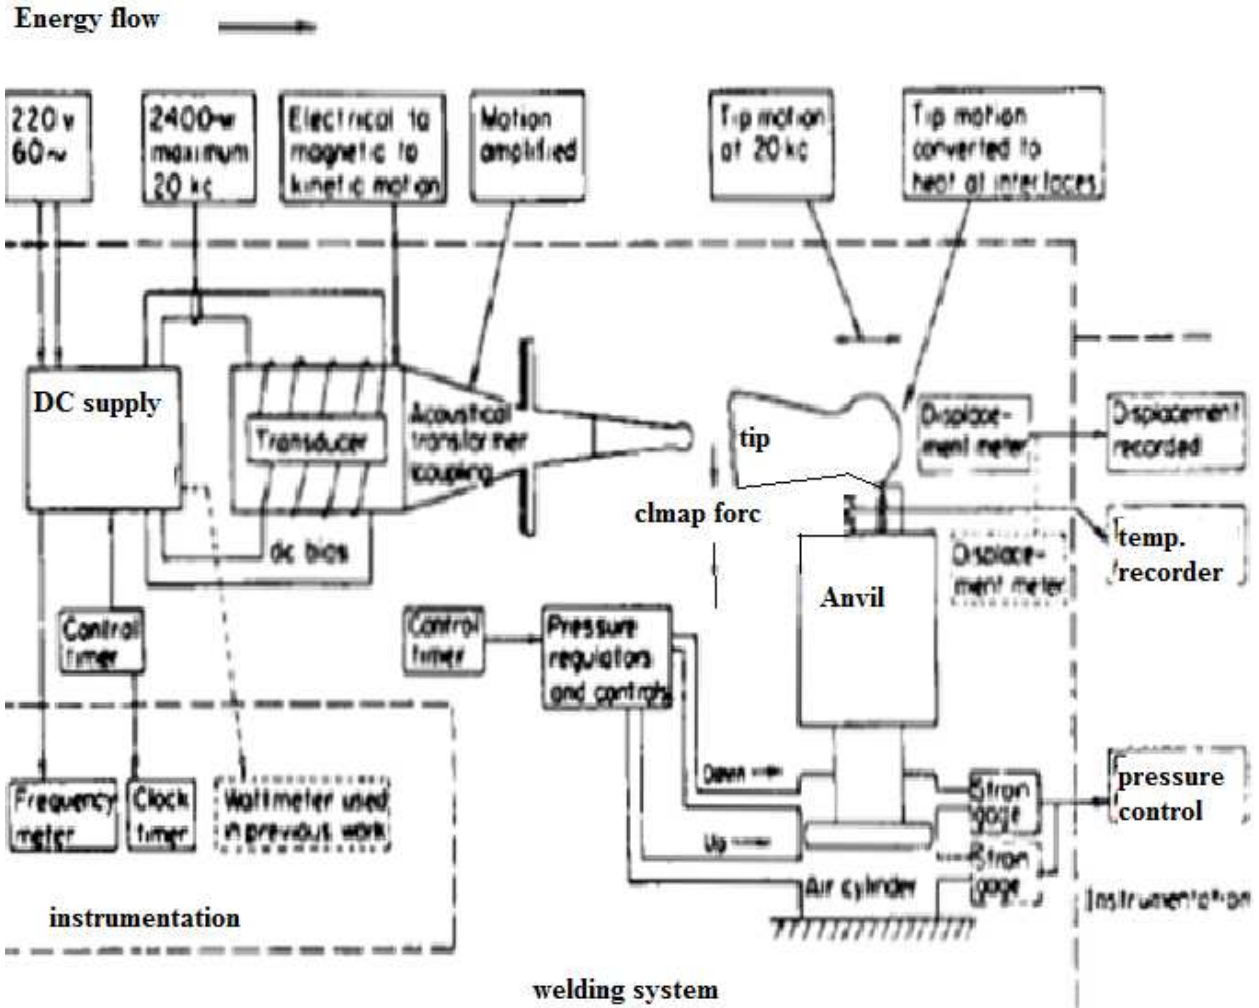 Energy flow
220 v
60~
2400-w
maximum
20 kc
Electrical to
magnetic to
kinetic motion
Motion
amplified
Tip motion
at 20 kc
Tip motion
converted to
heat at interfaces
DC supply
Transducer
Acoustical
transformer
coupling
dc bias
tip
Displace-
ment meter
Displacement
recorded
clmap forc
temp.
recorder
Displace-
ment meter
Anvil
Control
timer
Control
timer
Pressure
regulators
and controls
Down
Up
Air cylinder
Strain
gage
Strain
gage
pressure
control
Instrumentation
Frequency
meter
Clock
timer
Wattmeter used
in previous work
instrumentation
welding system